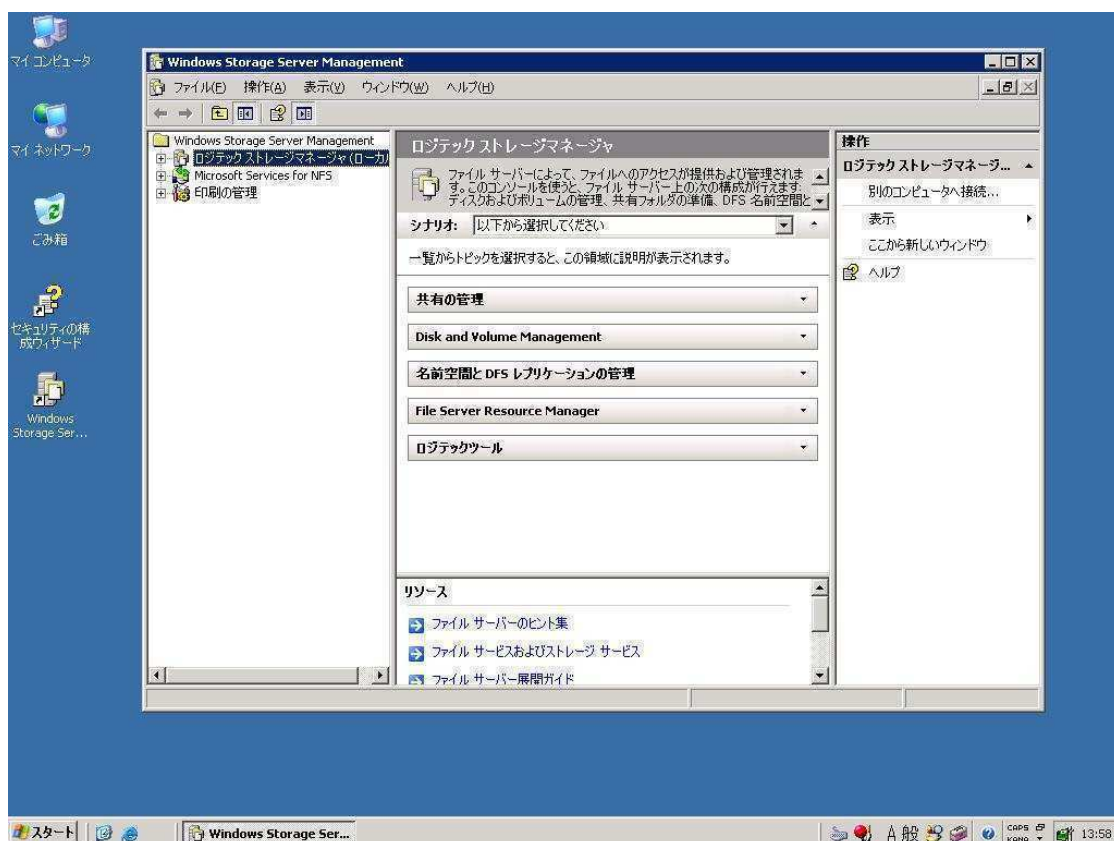 マイ コンピュータ
マイ ネットワーク
ごみ箱
セキュリティの構
成ウィザード
Windows
Storage Ser...
Windows Storage Server Management
ファイル(F) 操作(A) 表示(V) ウィンドウ(W) ヘルプ(H)
Windows Storage Server Management
ロジテック ストレージマネージャ (ローカル
Microsoft Services for NFS
印刷の管理
ロジテック ストレージマネージャ
ファイル サーバーによって、ファイルへのアクセスが提供および管理されま
す。このコンソールを使うと、ファイル サーバー上の次の構成が行えます:
ディスクおよびボリュームの管理、共有フォルダの準備、DFS 名前空間と
シナリオ: 以下から選択してください
一覧からトピックを選択すると、この領域に説明が表示されます。
共有の管理
Disk and Volume Management
名前空間と DFS レプリケーションの管理
File Server Resource Manager
ロジテックツール
リソース
ファイル サーバーのヒント集
ファイル サービスおよびストレージ サービス
ファイル サーバー展開ガイド
操作
ロジテック ストレージマネージ...
別のコンピュータへ接続...
表示
ここから新しいウィンドウ
ヘルプ
スタート
Windows Storage Ser...
A 般
CAPS
KANA
13:58